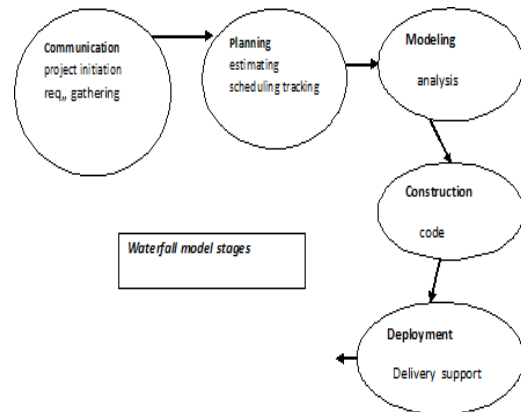 Communication
project initiation
req,, gathering
Planning
estimating
scheduling tracking
Modeling
analysis
Construction
code
Waterfall model stages
Deployment
Delivery support